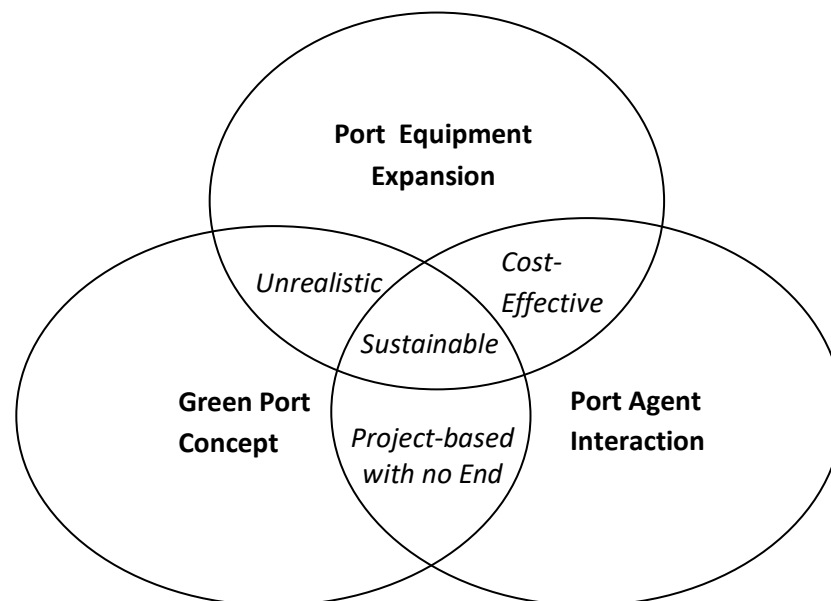 Port Equipment
Expansion
Unrealistic
Cost-
Effective
Sustainable
Green Port
Concept
Port Agent
Interaction
Project-based
with no End